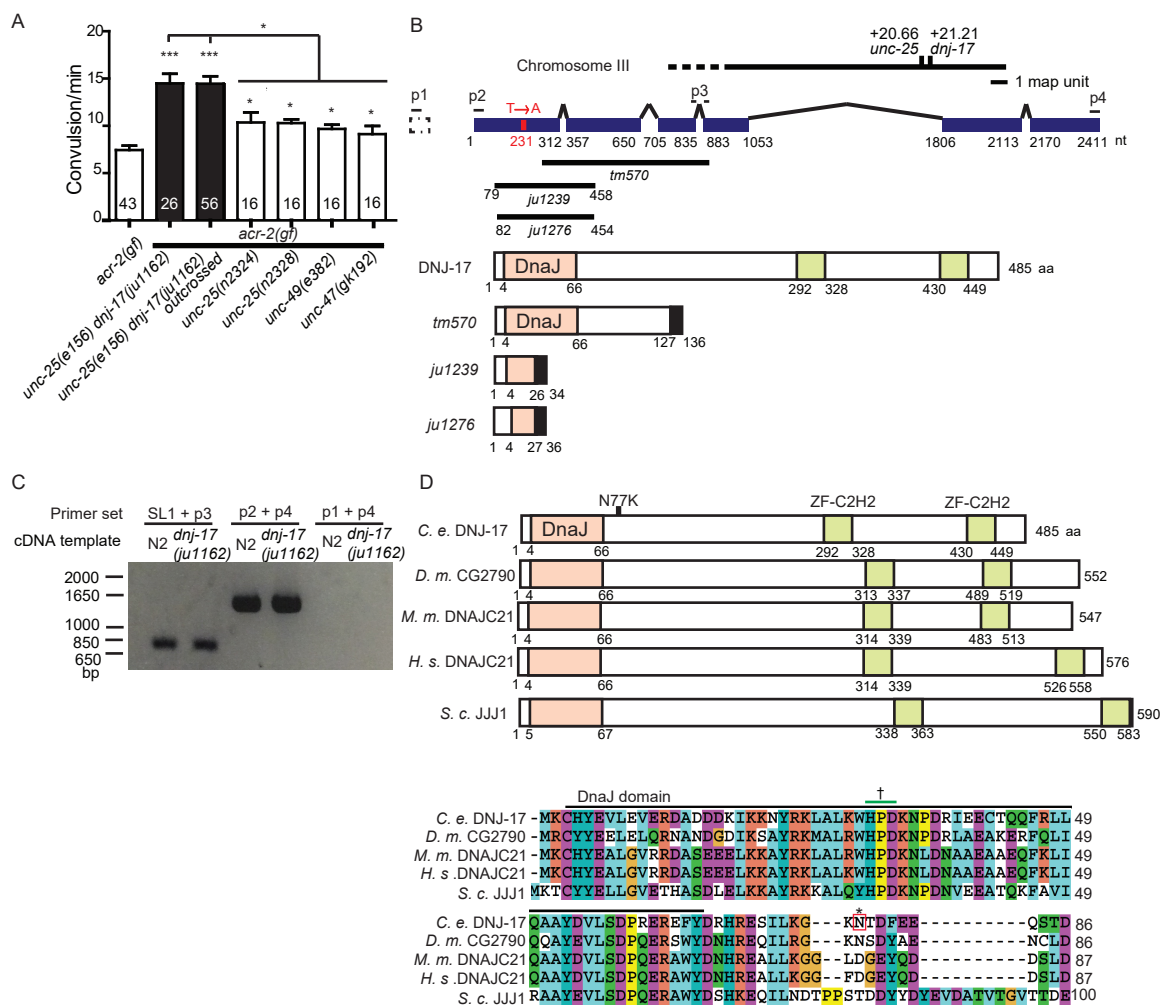 A
20
15
10
5
0
Convulsion/min
*
***
***
*
*
*
*
43
26
56
16
16
16
16
acr-2(gf)
acr-2(gf)
unc-25(e156) dnj-17(ju1162)
unc-25(e156) dnj-17(ju1162)
outcrossed
unc-25(n2324)
unc-25(n2328)
unc-49(e382)
unc-47(gk192)
B
+20.66 +21.21
unc-25 dnj-17
Chromosome III
1 map unit
p1
p2
T→A
p3
p4
1 231 312 357 650 705 835 883 1053 1806 2113 2170 2411 nt
tm570
79 458
ju1239
82 454
ju1276
DNJ-17 DnaJ 485 aa
1 4 66 292 328 430 449
tm570 DnaJ
1 4 66 127 136
ju1239
1 4 26 34
ju1276
1 4 27 36
C
Primer set SL1 + p3 p2 + p4 p1 + p4
cDNA template N2 dnj-17 (ju1162) N2 dnj-17 (ju1162) N2 dnj-17 (ju1162)
2000
1650
1000
850
650
bp
D
N77K ZF-C2H2 ZF-C2H2
C. e. DNJ-17 DnaJ 485 aa
1 4 66 292 328 430 449
D. m. CG2790 552
1 4 66 313 337 489 519
M. m. DNAJC21 547
1 4 66 314 339 483 513
H. s. DNAJC21 576
1 4 66 314 339 526 558
S. c. JJJ1 590
1 5 67 338 363 550 583
DnaJ domain †
C. e. DNJ-17 -MKCHYEVLEVERDADDDKIKKNYRKLALKWHPDKNPDRIEECTQQFRLL 49
D. m. CG2790 -MRCYYEELELQRNANDGDIKSAYRKMALRWHPDKNPDRLAEAKERFQLI 49
M. m. DNAJC21 -MKCHYEALGVRRDASEEELKKAYRKLALRWHPDKNLDNAAEAAEQFKLI 49
H. s .DNAJC21 -MKCHYEALGVRRDASEEELKKAYRKLALKWHPDKNLDNAAEAAEQFKLI 49
S. c. JJJ1 MKTCYYELLGVETHASDLELKKAYRKKALQYHPDKNPDNVEEATQKFAVI 49
*
C. e. DNJ-17 QAAYDVLSDPREREFYDRHRESILKG--KNTDFEE-----------QSTD 86
D. m. CG2790 QQAYEVLSDPQERSWYDNHREQILRG--KNSDYAE-----------NCLD 86
M. m. DNAJC21 QAAYDVLSDPQERAWYDNHREALLKGG--LDGEYQD----------DSLD 87
H. s .DNAJC21 QAAYDVLSDPQERAWYDNHREALLKGG--FDGEYQD----------DSLD 87
S. c. JJJ1 RAAYEVLSDPQERAWYDSHKEQILNDTPPSTDDYYDYEVDATVTGVTTDE 100